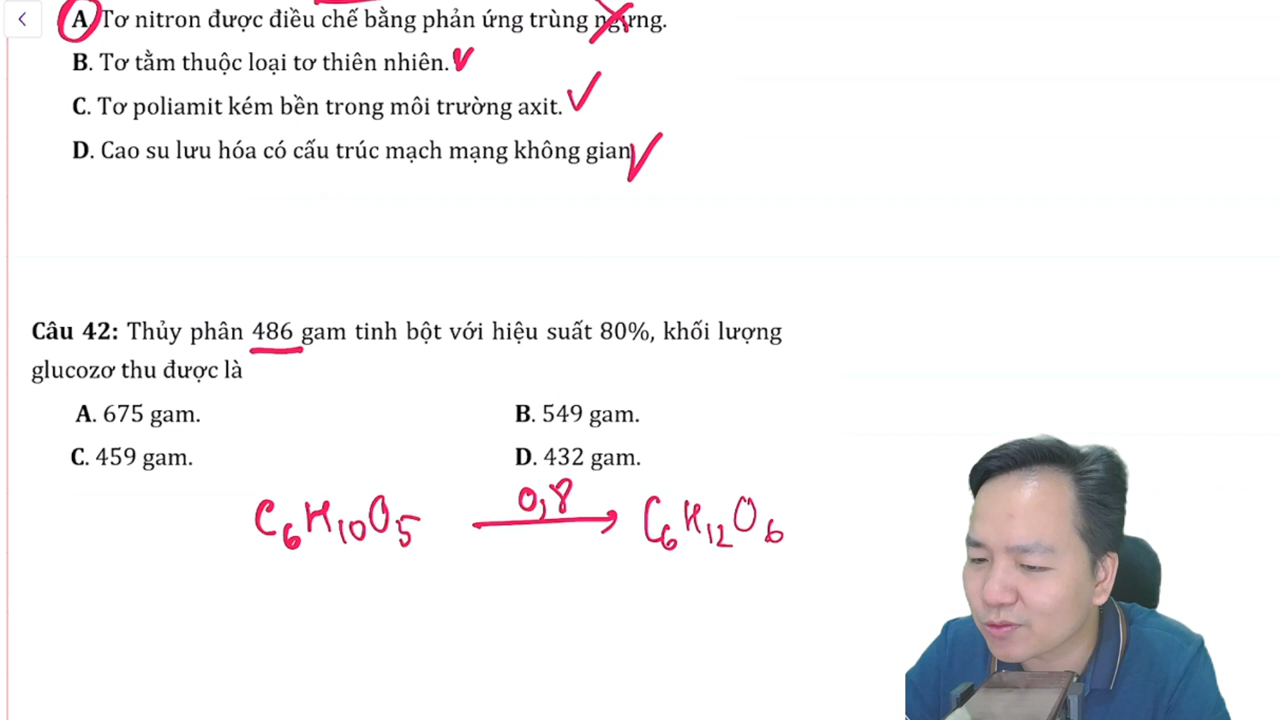 A. Tơ nitron được điều chế bằng phản ứng trùng ngưng.
B. Tơ tằm thuộc loại tơ thiên nhiên.
C. Tơ poliamit kém bền trong môi trường axit.
D. Cao su lưu hóa có cấu trúc mạch mạng không gian
Câu 42: Thủy phân 486 gam tinh bột với hiệu suất 80%, khối lượng
glucozơ thu được là
A. 675 gam. B. 549 gam.
C. 459 gam. D. 432 gam.
0,8
C6H10O5 → C6H12O6